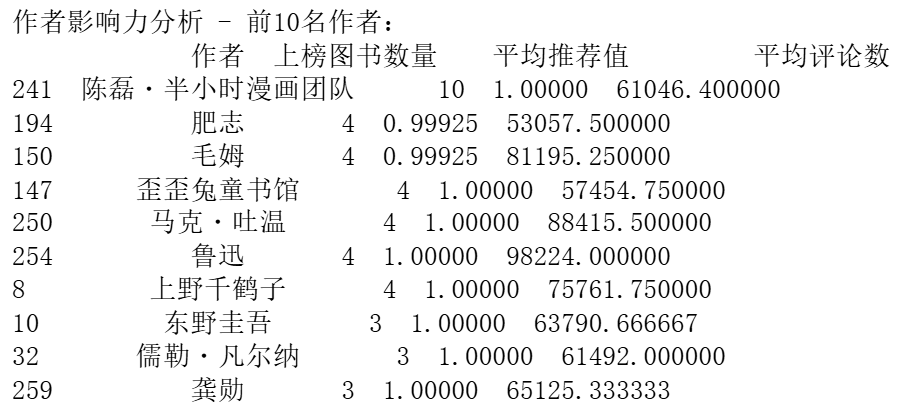 作者影响力分析 - 前10名作者:
作者 上榜图书数量 平均推荐值 平均评论数
241 陈磊·半小时漫画团队 10 1.00000 61046.400000
194 肥志 4 0.99925 53057.500000
150 毛姆 4 0.99925 81195.250000
147 歪歪兔童书馆 4 1.00000 57454.750000
250 马克·吐温 4 1.00000 88415.500000
254 鲁迅 4 1.00000 98224.000000
8 上野千鹤子 4 1.00000 75761.750000
10 东野圭吾 3 1.00000 63790.666667
32 儒勒·凡尔纳 3 1.00000 61492.000000
259 龚勋 3 1.00000 65125.333333